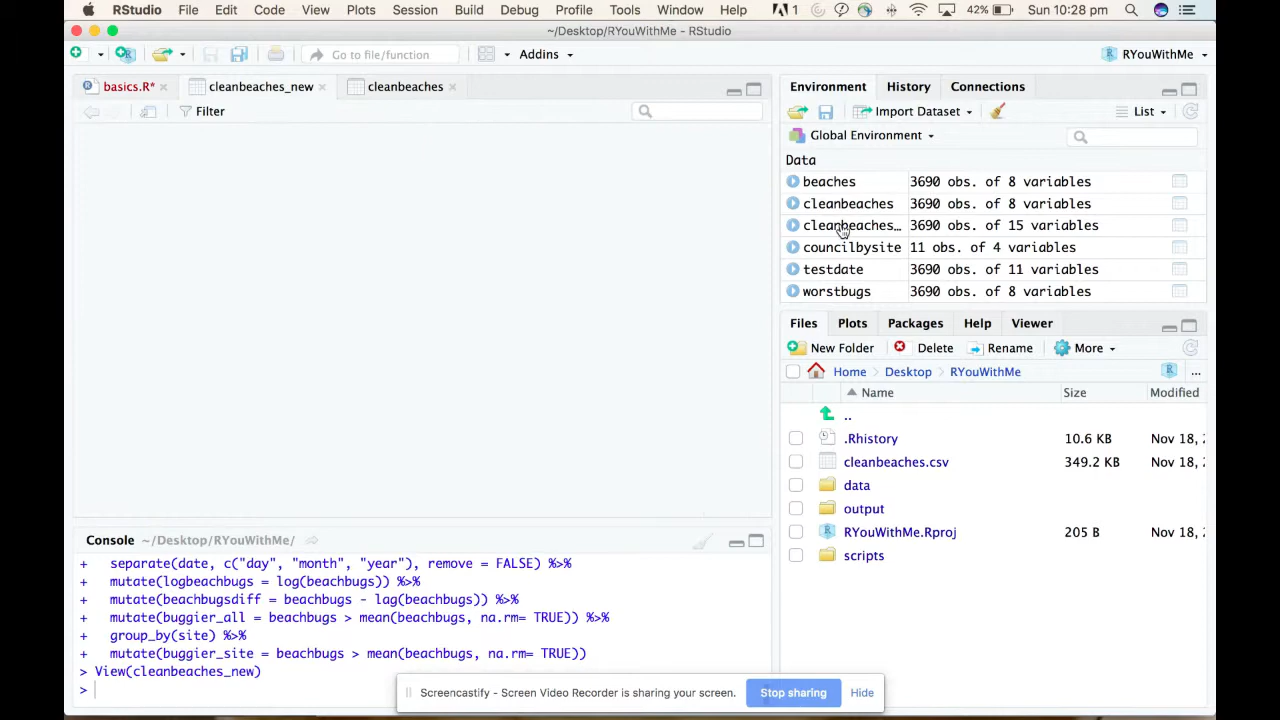 RStudio File Edit Code View Plots Session Build Debug Profile Tools Window Help 1 42% Sun 10:28 pm
~/Desktop/RYouWithMe - RStudio
Go to file/function Addins RYouWithMe
basics.R* cleanbeaches_new cleanbeaches
Filter
Environment History Connections
Import Dataset List
Global Environment
Data
beaches 3690 obs. of 8 variables
cleanbeaches 3690 obs. of 8 variables
cleanbeaches… 3690 obs. of 15 variables
councilbysite 11 obs. of 4 variables
testdate 3690 obs. of 11 variables
worstbugs 3690 obs. of 8 variables
Files Plots Packages Help Viewer
New Folder Delete Rename More
Home Desktop RYouWithMe ...
Name Size Modified
..
.Rhistory 10.6 KB Nov 18,
cleanbeaches.csv 349.2 KB Nov 18,
data
output
RYouWithMe.Rproj 205 B Nov 18,
scripts
Console ~/Desktop/RYouWithMe/
+ separate(date, c("day", "month", "year"), remove = FALSE) %>%
+ mutate(logbeachbugs = log(beachbugs)) %>%
+ mutate(beachbugsdiff = beachbugs - lag(beachbugs)) %>%
+ mutate(buggier_all = beachbugs > mean(beachbugs, na.rm= TRUE)) %>%
+ group_by(site) %>%
+ mutate(buggier_site = beachbugs > mean(beachbugs, na.rm= TRUE))
> View(cleanbeaches_new)
>
Screencastify - Screen Video Recorder is sharing your screen. Stop sharing Hide